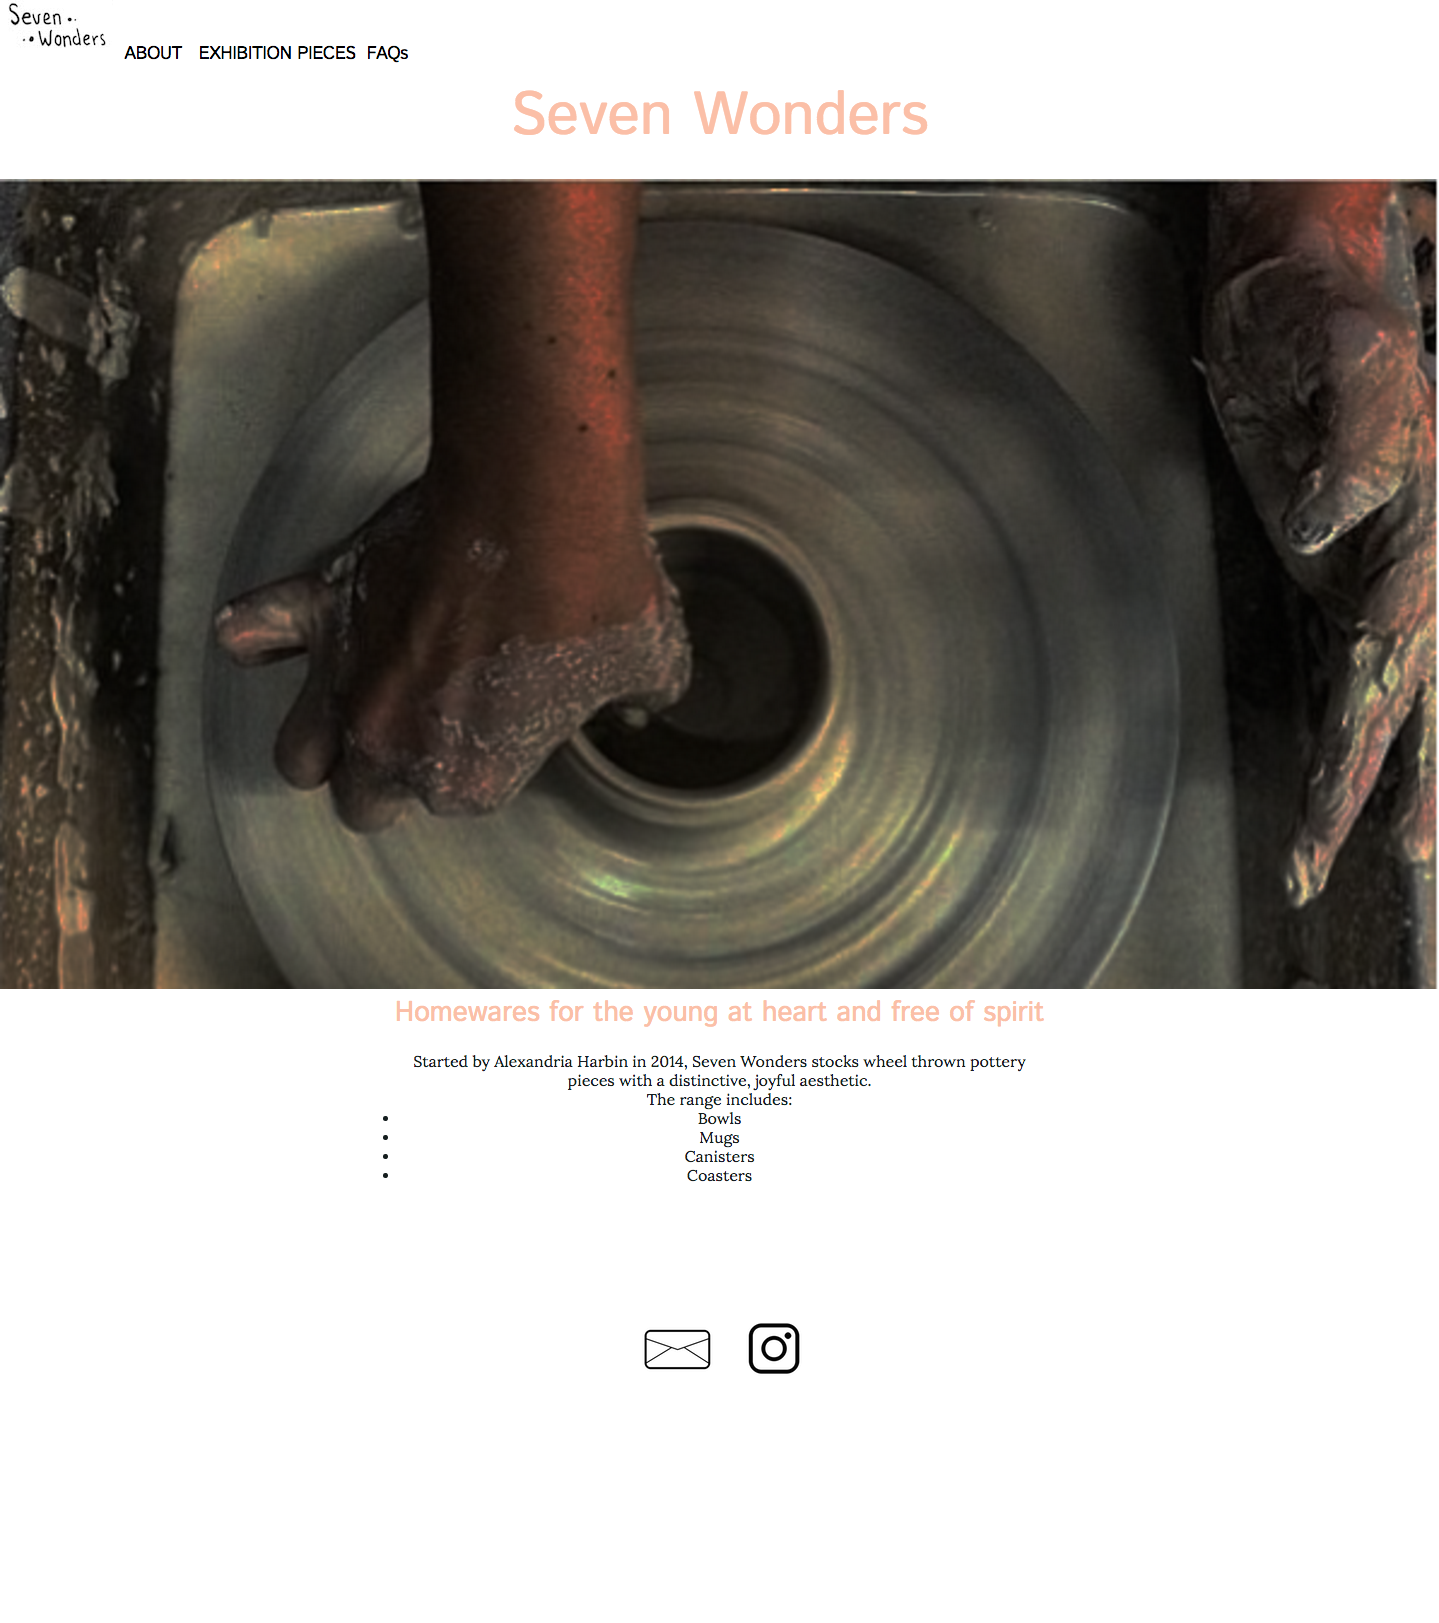 Seven
Wonders
ABOUT EXHIBITION PIECES FAQs
Seven Wonders
Homewares for the young at heart and free of spirit
Started by Alexandria Harbin in 2014, Seven Wonders stocks wheel thrown pottery
pieces with a distinctive, joyful aesthetic.
The range includes:
• Bowls
• Mugs
• Canisters
• Coasters